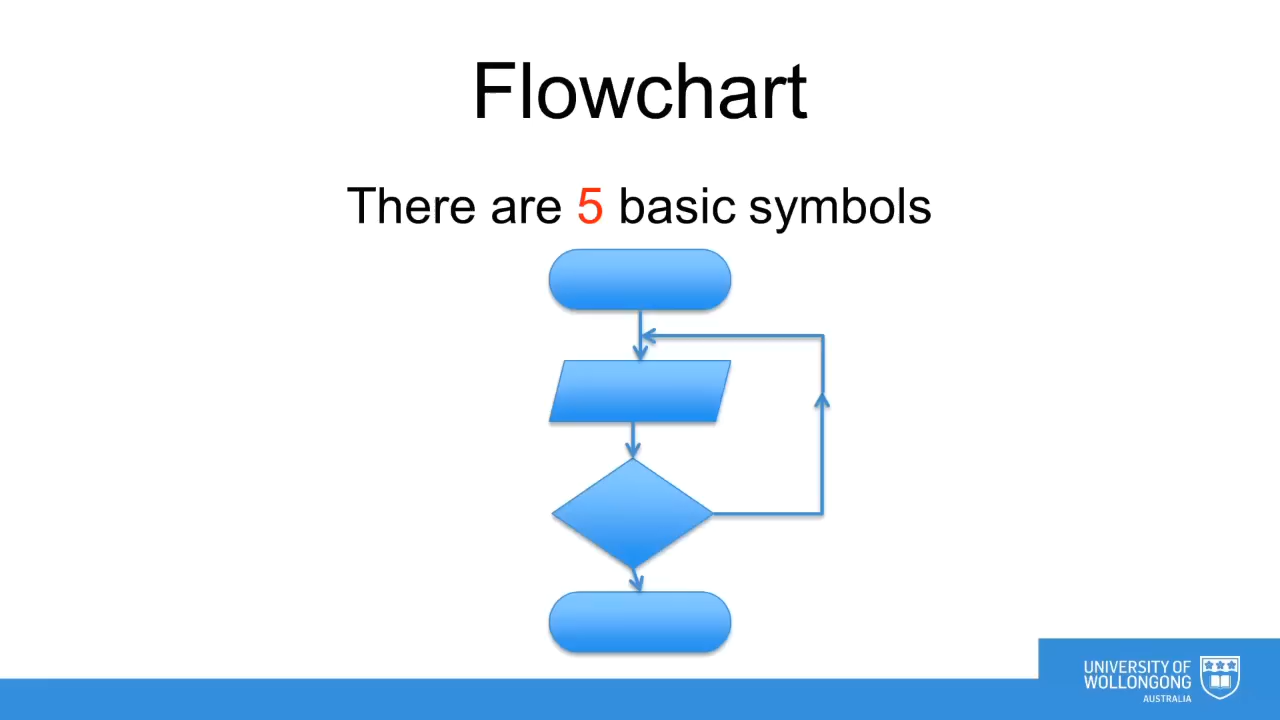 Flowchart
There are 5 basic symbols
UNIVERSITY OF
WOLLONGONG
AUSTRALIA